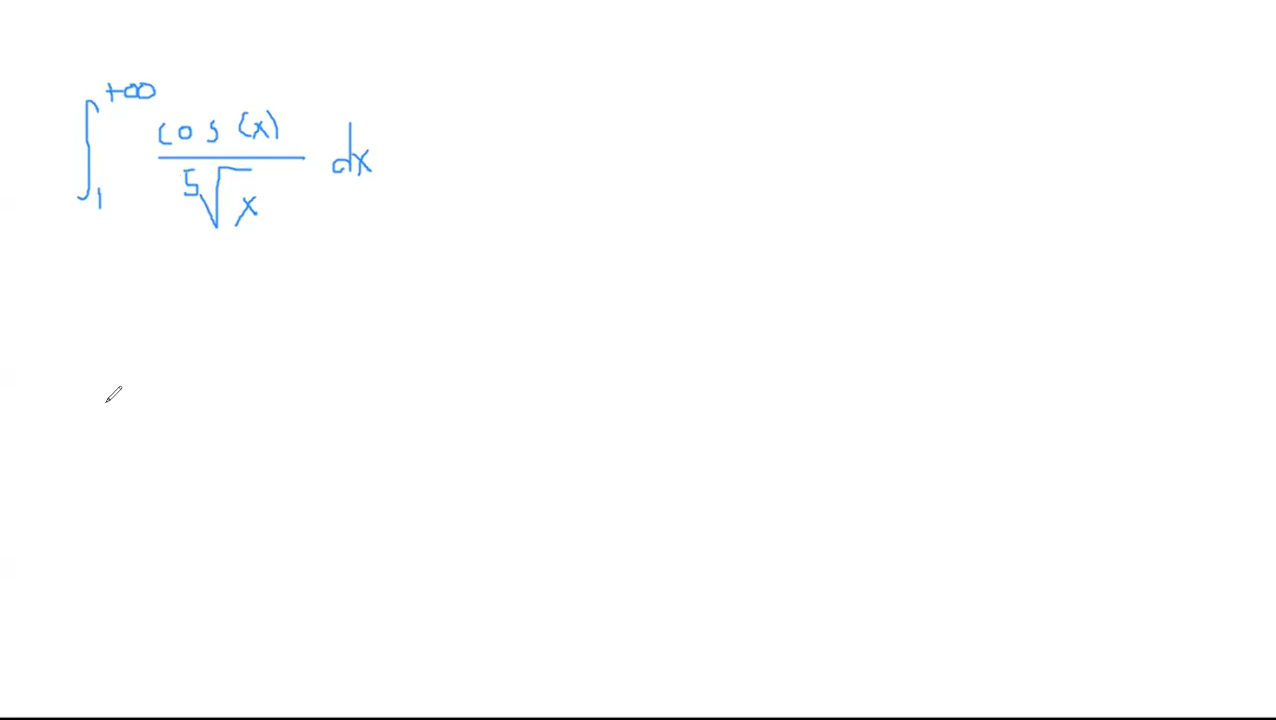 ∫₁^{+∞} cos(x) / ⁵√x dx